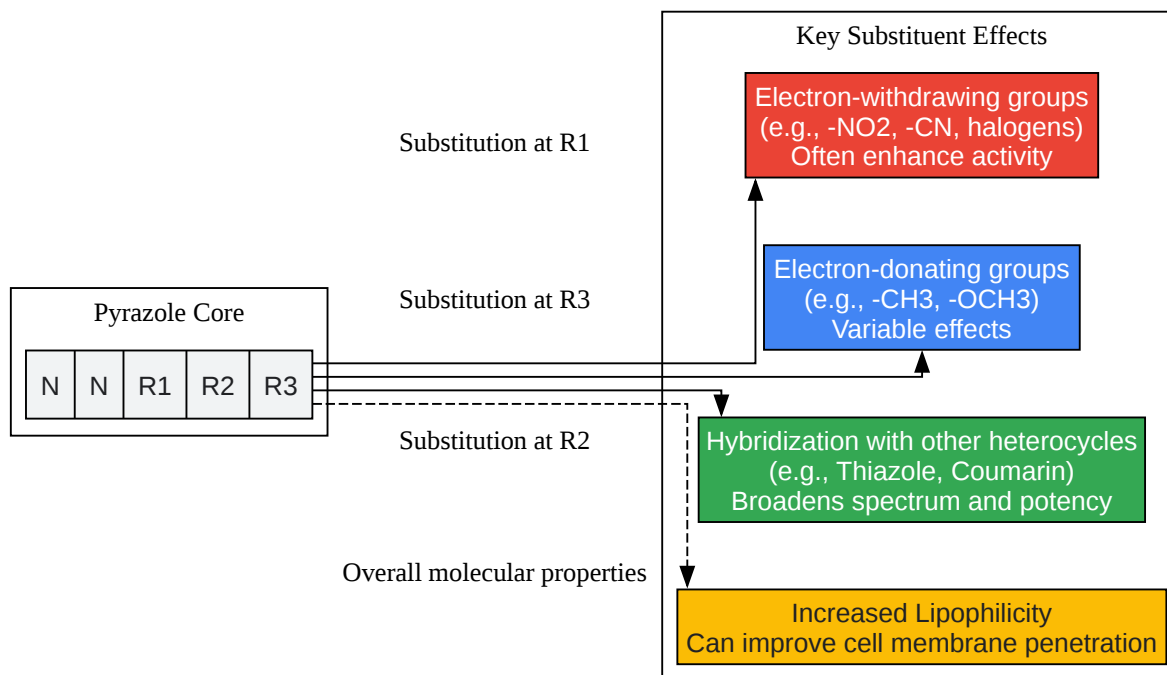 Key Substituent Effects
Electron-withdrawing groups
(e.g., -NO2, -CN, halogens)
Often enhance activity
Substitution at R1
Electron-donating groups
(e.g., -CH3, -OCH3)
Variable effects
Substitution at R3
Pyrazole Core
N N R1 R2 R3
Substitution at R2
Hybridization with other heterocycles
(e.g., Thiazole, Coumarin)
Broadens spectrum and potency
Overall molecular properties
Increased Lipophilicity
Can improve cell membrane penetration